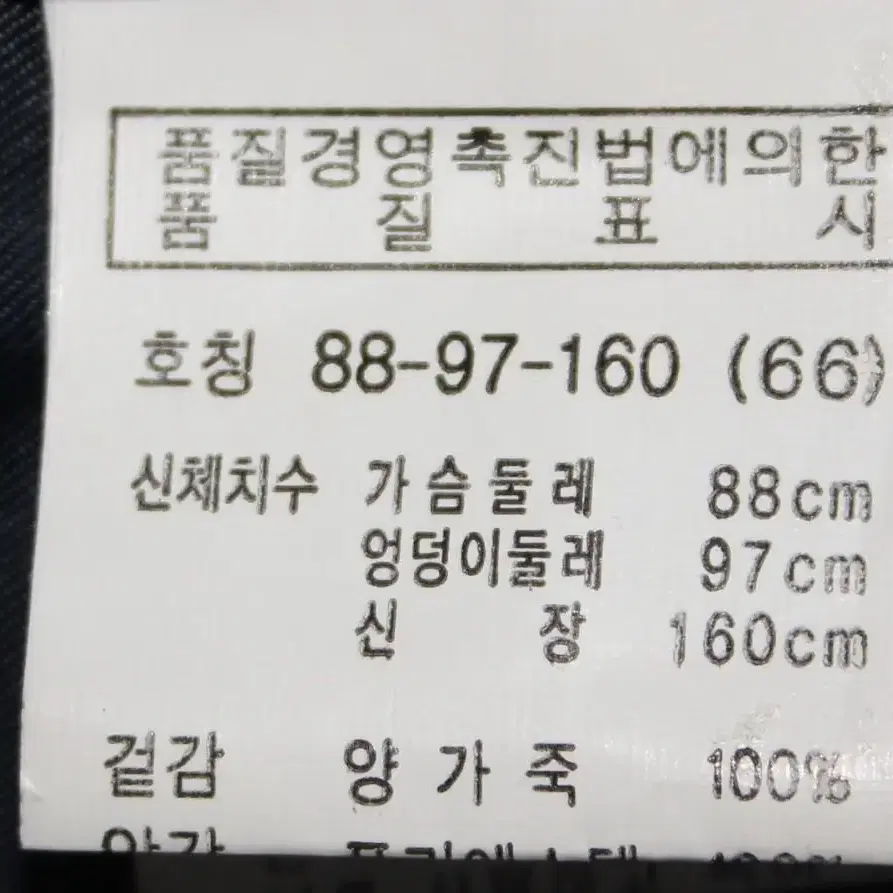 품질경영촉진법에의한
품 질 표 시
호칭 88-97-160 (66)
신체치수 가슴둘레 88cm
엉덩이둘레 97cm
신 장 160cm
겉감 양가죽 100%